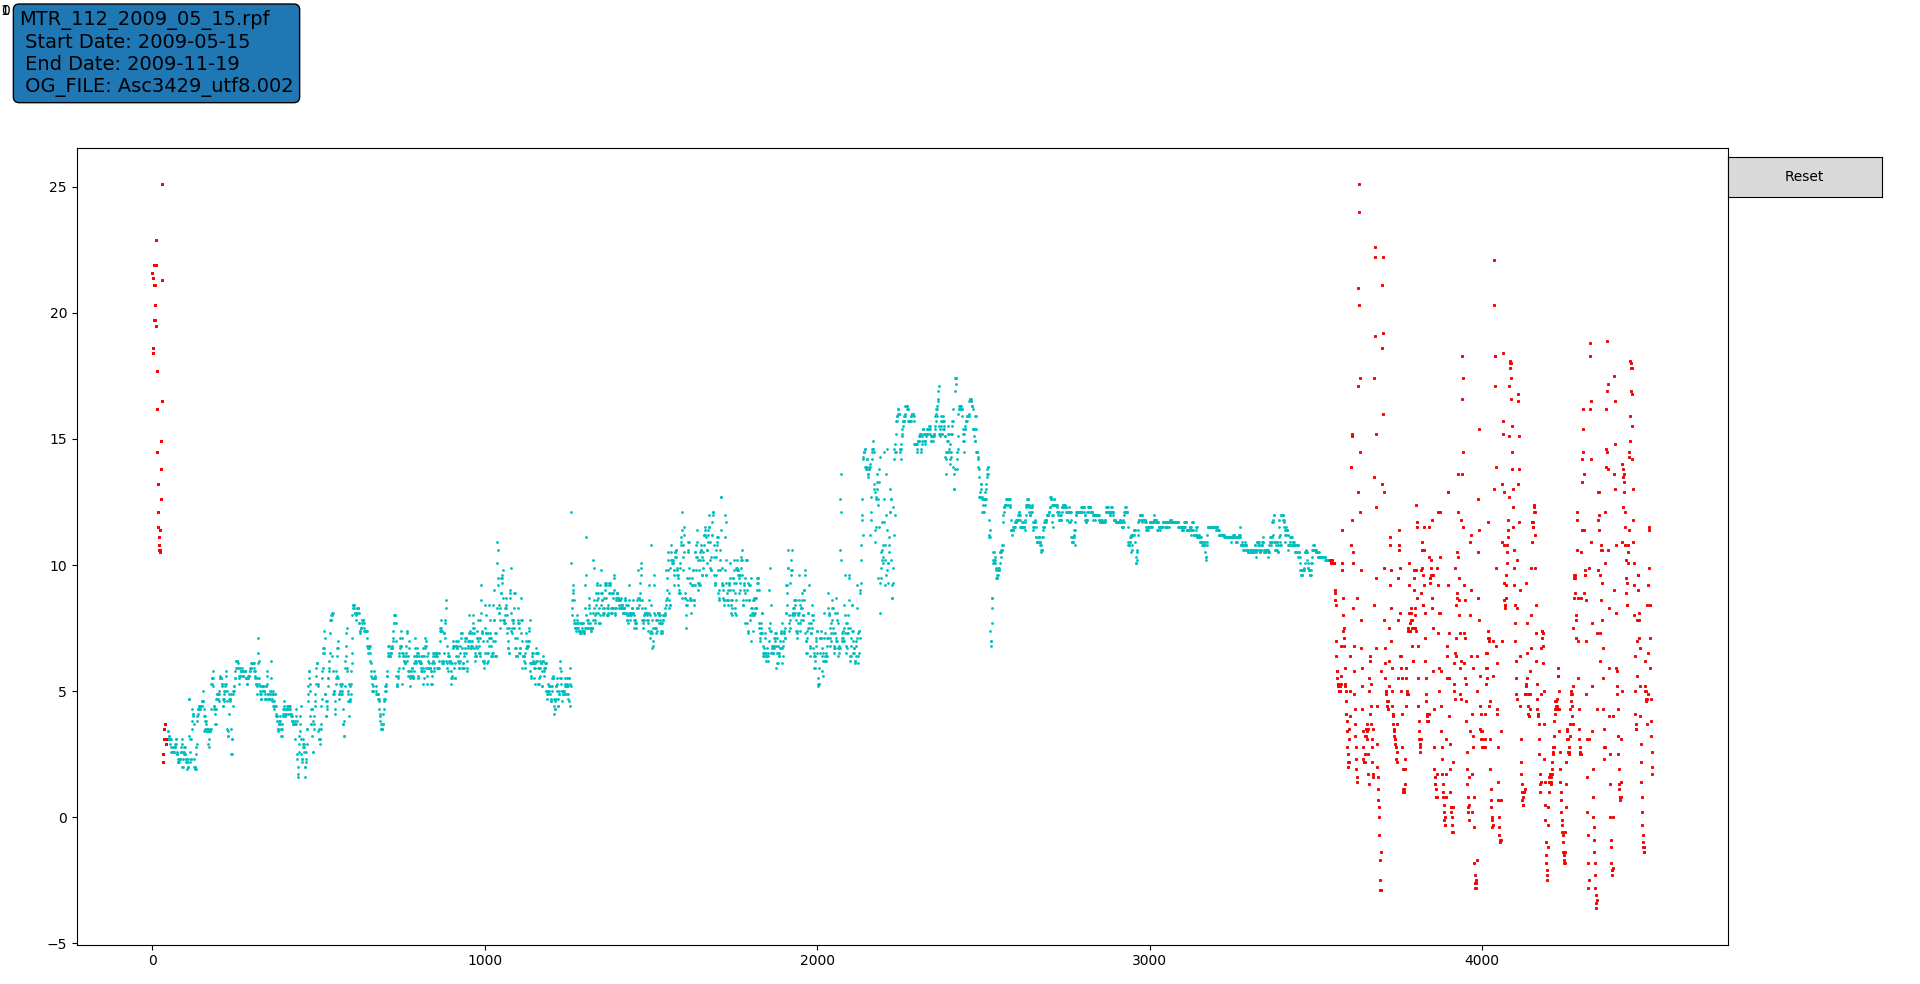 MTR_112_2009_05_15.rpf
Start Date: 2009-05-15
End Date: 2009-11-19
OG_FILE: Asc3429_utf8.002
Reset
25
20
15
10
5
0
−5
0
1000
2000
3000
4000